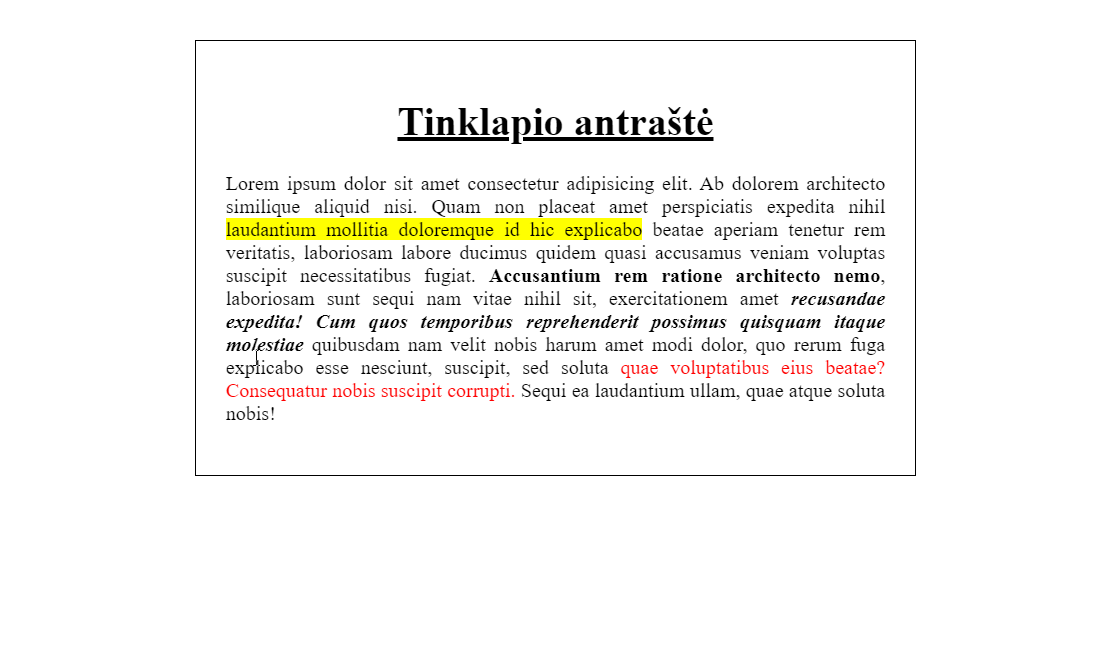 Tinklapio antraštė
Lorem ipsum dolor sit amet consectetur adipisicing elit. Ab dolorem architecto
similique aliquid nisi. Quam non placeat amet perspiciatis expedita nihil
laudantium mollitia doloremque id hic explicabo beatae aperiam tenetur rem
veritatis, laboriosam labore ducimus quidem quasi accusamus veniam voluptas
suscipit necessitatibus fugiat. Accusantium rem ratione architecto nemo,
laboriosam sunt sequi nam vitae nihil sit, exercitationem amet recusandae
expedita! Cum quos temporibus reprehenderit possimus quisquam itaque
molestiae quibusdam nam velit nobis harum amet modi dolor, quo rerum fuga
explicabo esse nesciunt, suscipit, sed soluta quae voluptatibus eius beatae?
Consequatur nobis suscipit corrupti. Sequi ea laudantium ullam, quae atque soluta
nobis!